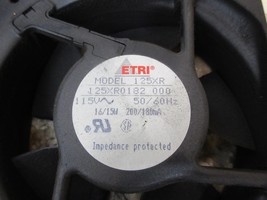 ETRI
MODEL 125XR
125XR0182 000
115V~ 50/60Hz
16/15W 200/180mA
Impedance protected